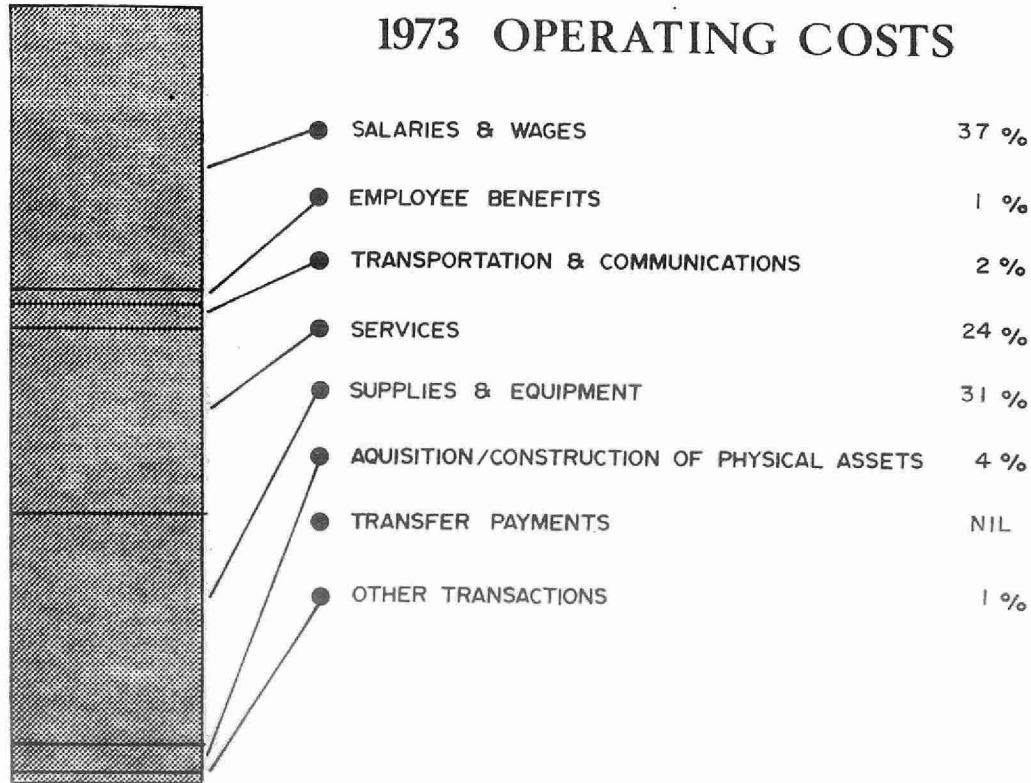 1973 OPERATING COSTS
SALARIES & WAGES 37 %
EMPLOYEE BENEFITS 1 %
TRANSPORTATION & COMMUNICATIONS 2 %
SERVICES 24 %
SUPPLIES & EQUIPMENT 31 %
AQUISITION/CONSTRUCTION OF PHYSICAL ASSETS 4 %
TRANSFER PAYMENTS NIL
OTHER TRANSACTIONS 1 %